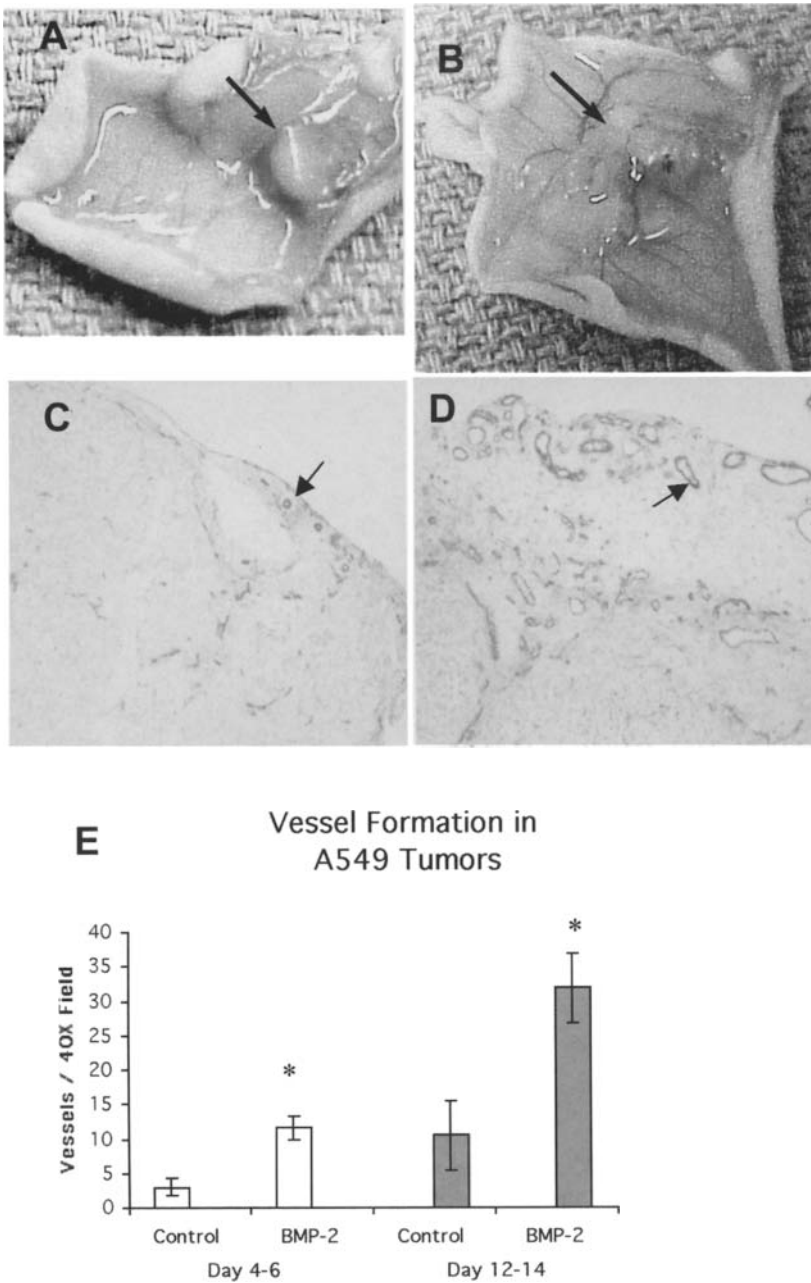 A
B
C
D
E
Vessel Formation in
A549 Tumors
Vessels / 40X Field
40
35
30
25
20
15
10
5
0
*
*
Control BMP-2 Control BMP-2
Day 4-6 Day 12-14